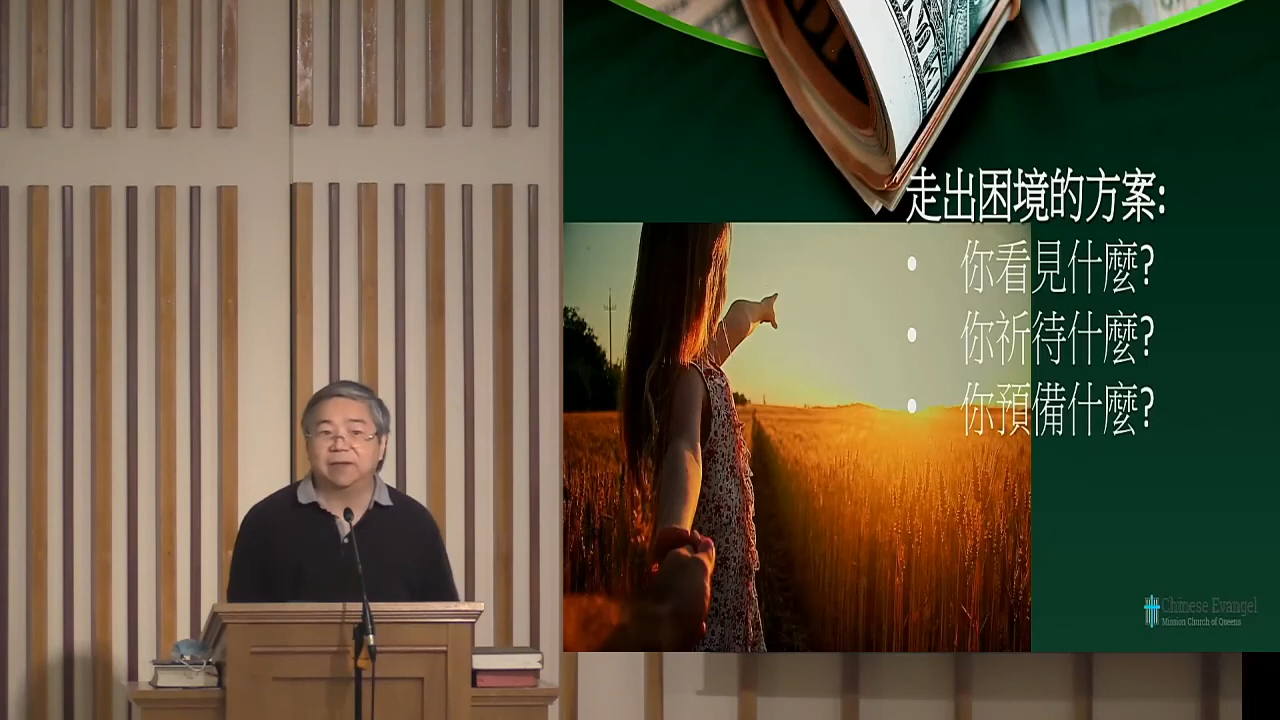 走出困境的方案:
• 你看見什麼?
• 你祈待什麼?
• 你預備什麼?
Chinese Evangel
Mission Church of Queens